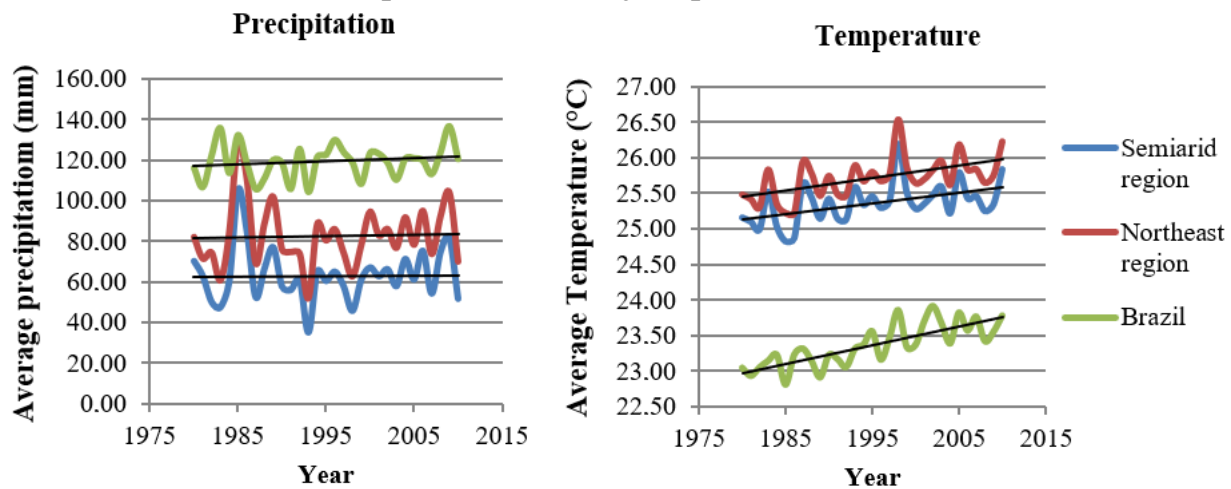 Precipitation
Average precipitation (mm)
160.00
140.00
120.00
100.00
80.00
60.00
40.00
20.00
0.00
1975
1985
1995
2005
2015
Year
Temperature
Average Temperature (°C)
27.00
26.50
26.00
25.50
25.00
24.50
24.00
23.50
23.00
22.50
1975
1985
1995
2005
2015
Year
Semiarid
region
Northeast
region
Brazil